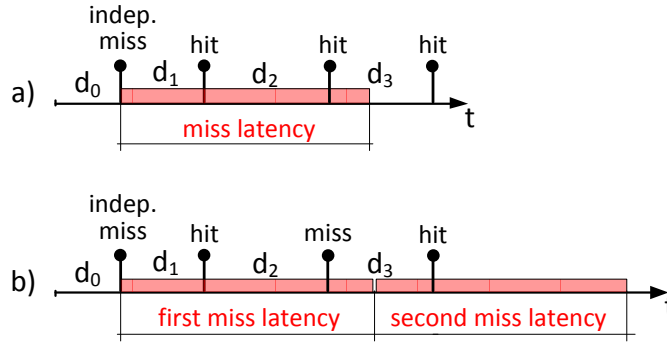 indep.
miss hit hit hit
d0 d1 d2 d3
a)
t
miss latency
indep.
miss hit miss hit
d0 d1 d2 d3
b)
t
first miss latency second miss latency